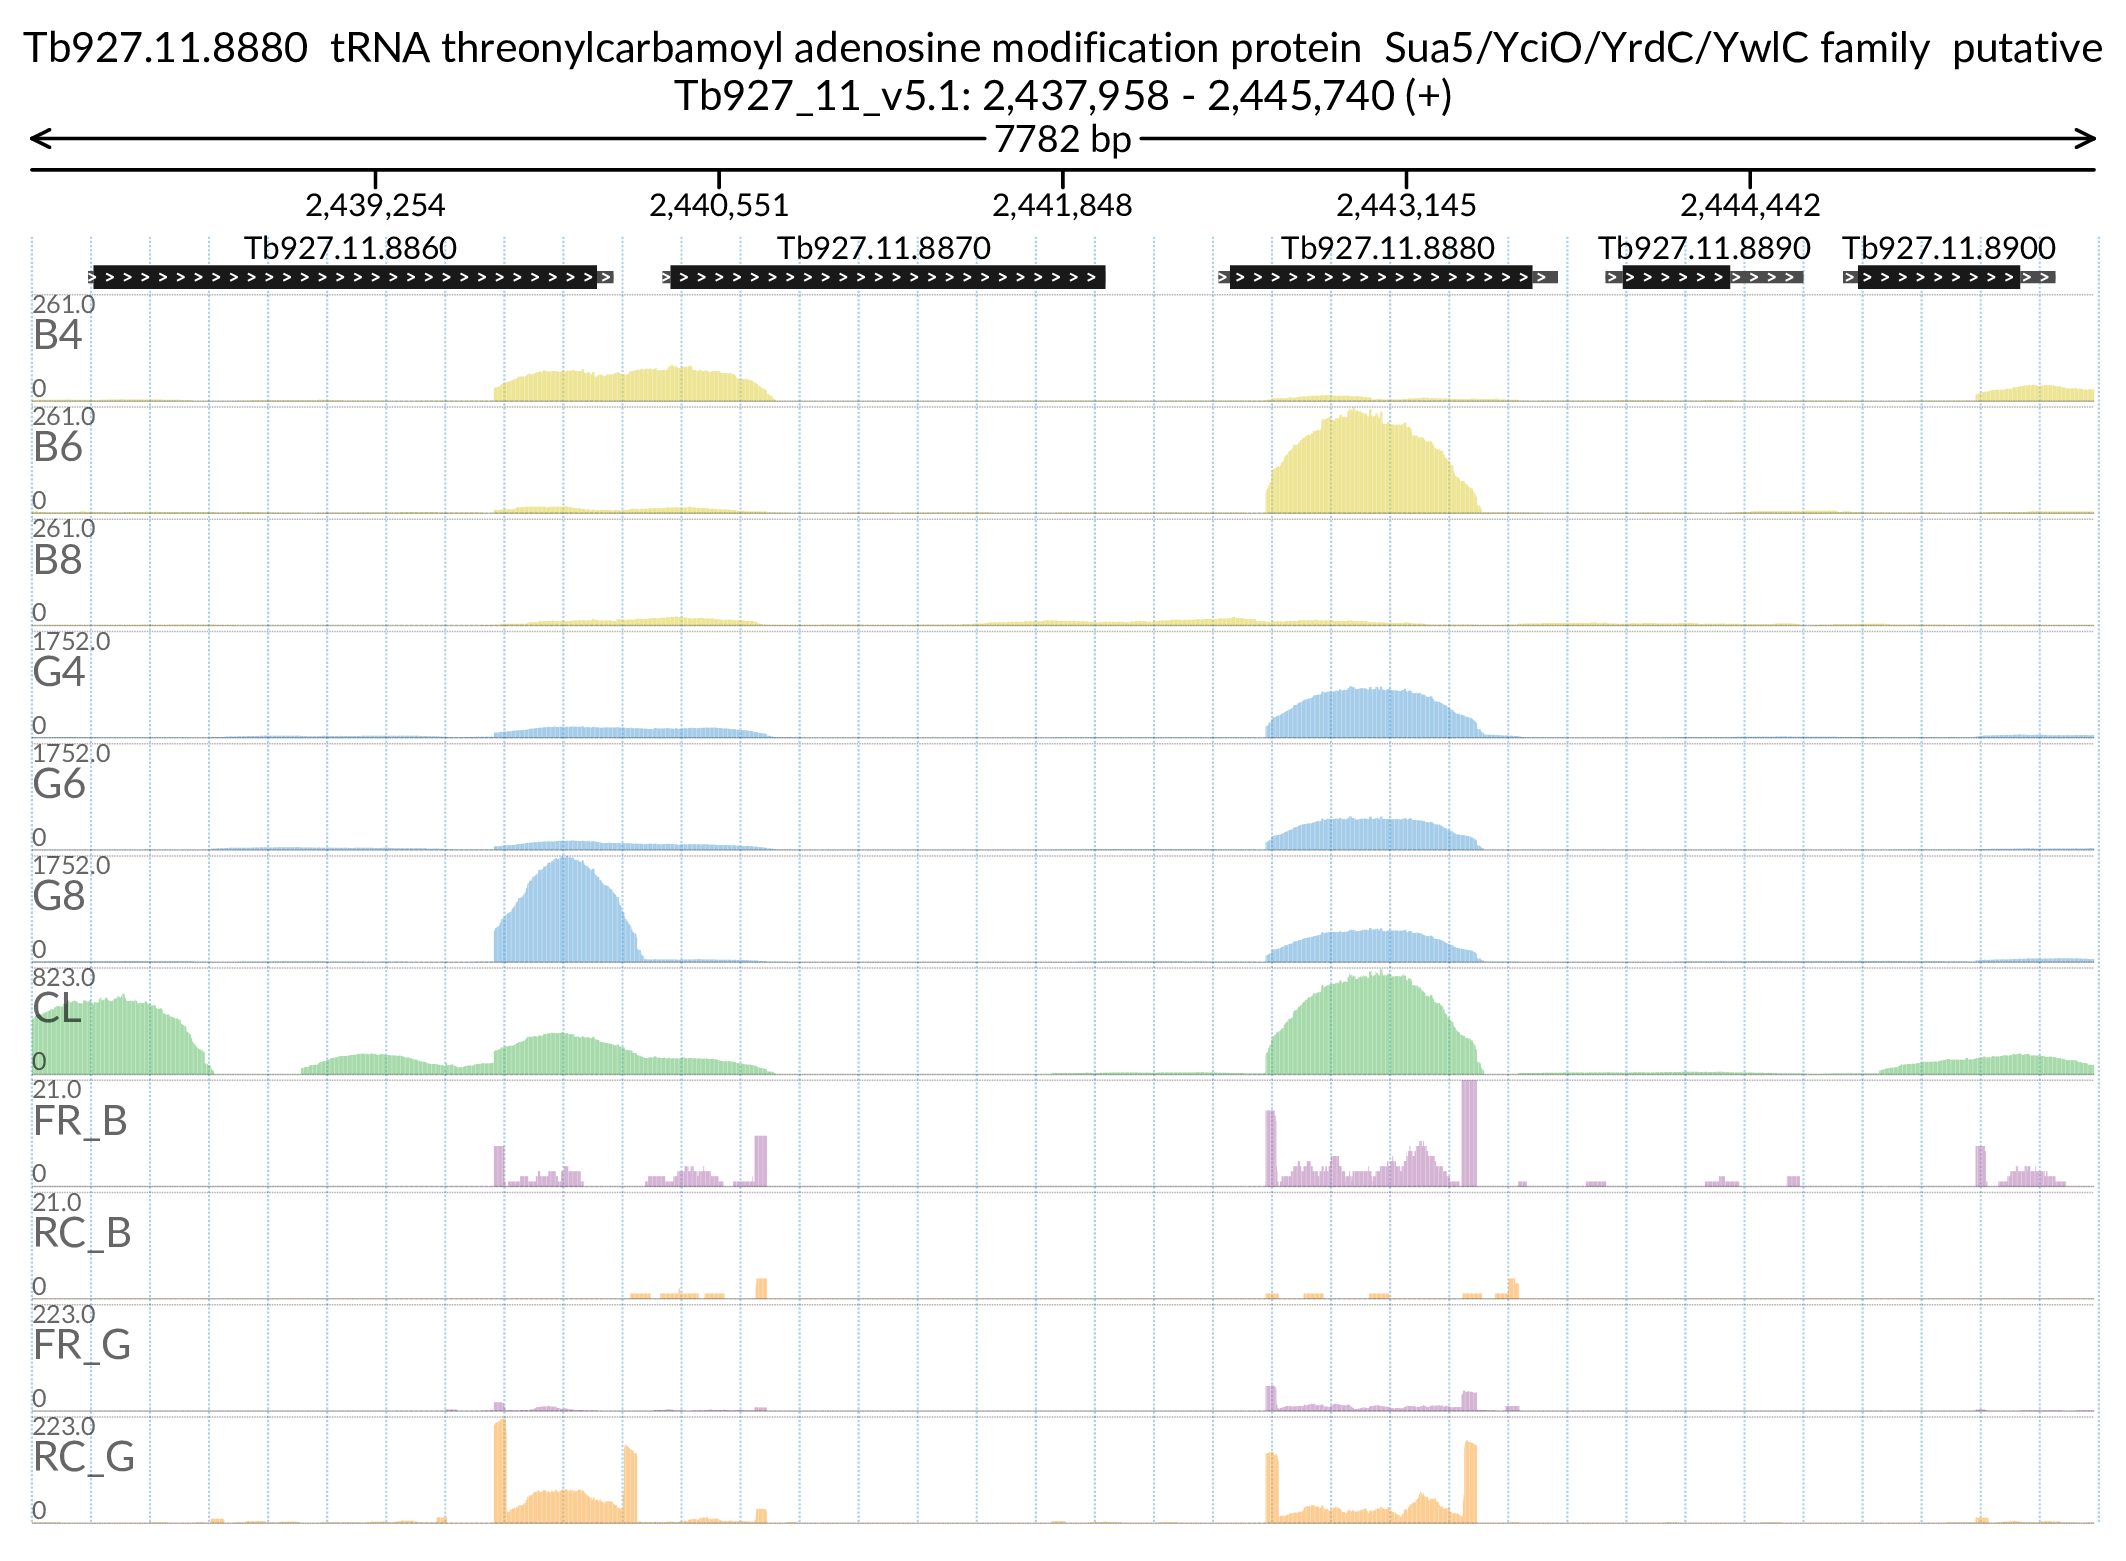 Tb927.11.8880  tRNA threonylcarbamoyl adenosine modification protein  Sua5/YciO/YrdC/YwlC family  putative
Tb927_11_v5.1: 2,437,958 - 2,445,740 (+)
7782 bp
2,439,254 2,440,551 2,441,848 2,443,145 2,444,442
Tb927.11.8860 Tb927.11.8870 Tb927.11.8880 Tb927.11.8890 Tb927.11.8900
261.0
B4
0
261.0
B6
0
261.0
B8
0
1752.0
G4
0
1752.0
G6
0
1752.0
G8
0
823.0
CL
0
21.0
FR_B
0
21.0
RC_B
0
223.0
FR_G
0
223.0
RC_G
0